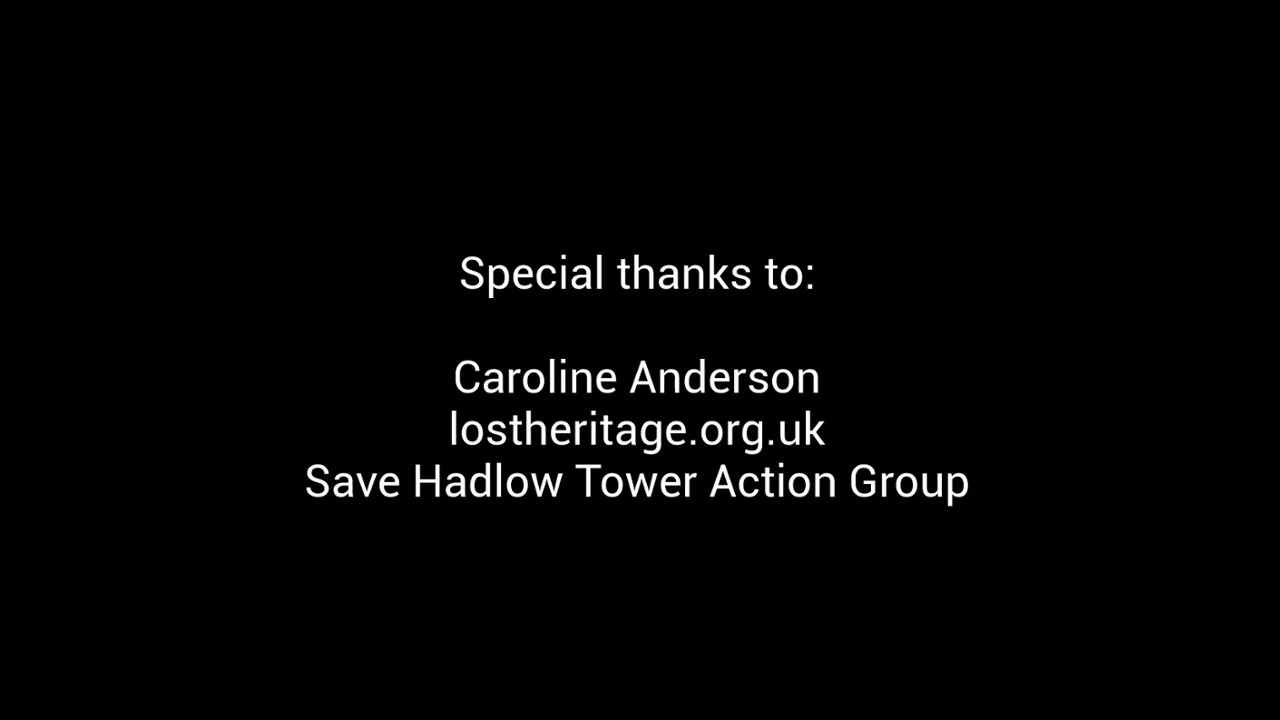 Special thanks to:
Caroline Anderson
lostheritage.org.uk
Save Hadlow Tower Action Group